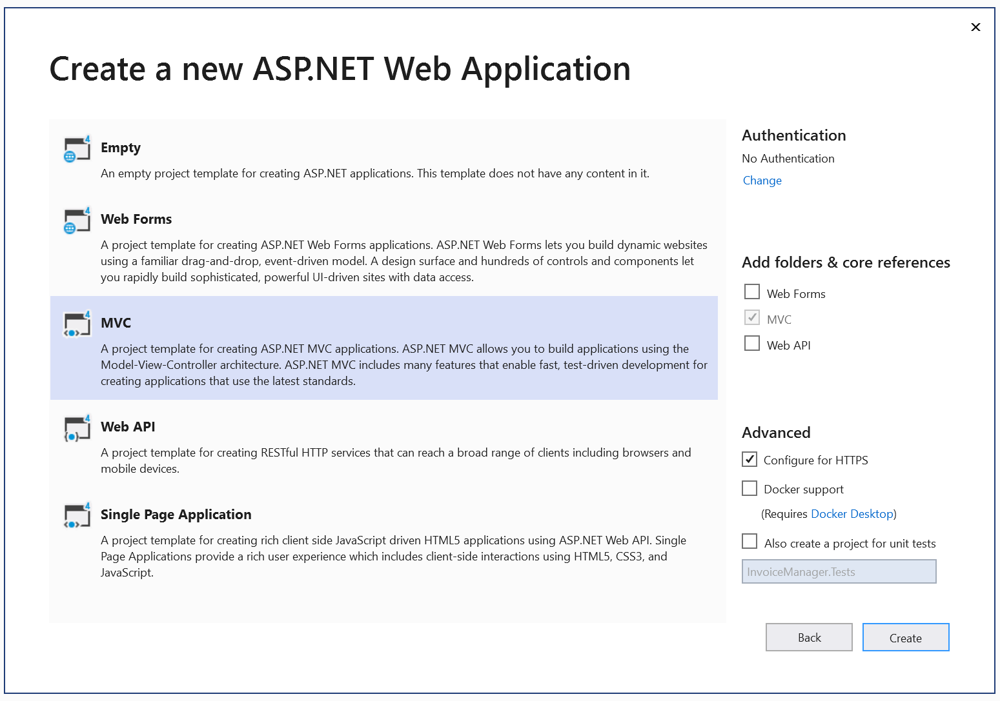 Create a new ASP.NET Web Application
Empty
An empty project template for creating ASP.NET applications. This template does not have any content in it.
Web Forms
A project template for creating ASP.NET Web Forms applications. ASP.NET Web Forms lets you build dynamic websites
using a familiar drag-and-drop, event-driven model. A design surface and hundreds of controls and components let
you rapidly build sophisticated, powerful UI-driven sites with data access.
MVC
A project template for creating ASP.NET MVC applications. ASP.NET MVC allows you to build applications using the
Model-View-Controller architecture. ASP.NET MVC includes many features that enable fast, test-driven development for
creating applications that use the latest standards.
Web API
A project template for creating RESTful HTTP services that can reach a broad range of clients including browsers and
mobile devices.
Single Page Application
A project template for creating rich client side JavaScript driven HTML5 applications using ASP.NET Web API. Single
Page Applications provide a rich user experience which includes client-side interactions using HTML5, CSS3, and
JavaScript.
Authentication
No Authentication
Change
Add folders & core references
Web Forms
MVC
Web API
Advanced
Configure for HTTPS
Docker support
(Requires Docker Desktop)
Also create a project for unit tests
InvoiceManager.Tests
Back
Create